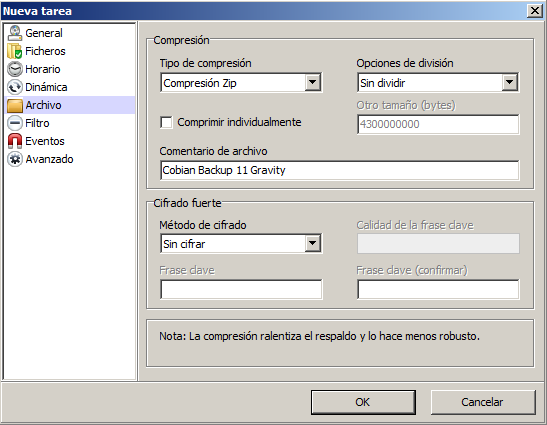 Nueva tarea
General
Ficheros
Horario
Dinámica
Archivo
Filtro
Eventos
Avanzado
Compresión
Tipo de compresión
Opciones de división
Compresión Zip
Sin dividir
Otro tamaño (bytes)
Comprimir individualmente
4300000000
Comentario de archivo
Cobian Backup 11 Gravity
Cifrado fuerte
Método de cifrado
Calidad de la frase clave
Sin cifrar
Frase clave
Frase clave (confirmar)
Nota: La compresión ralentiza el respaldo y lo hace menos robusto.
OK
Cancelar